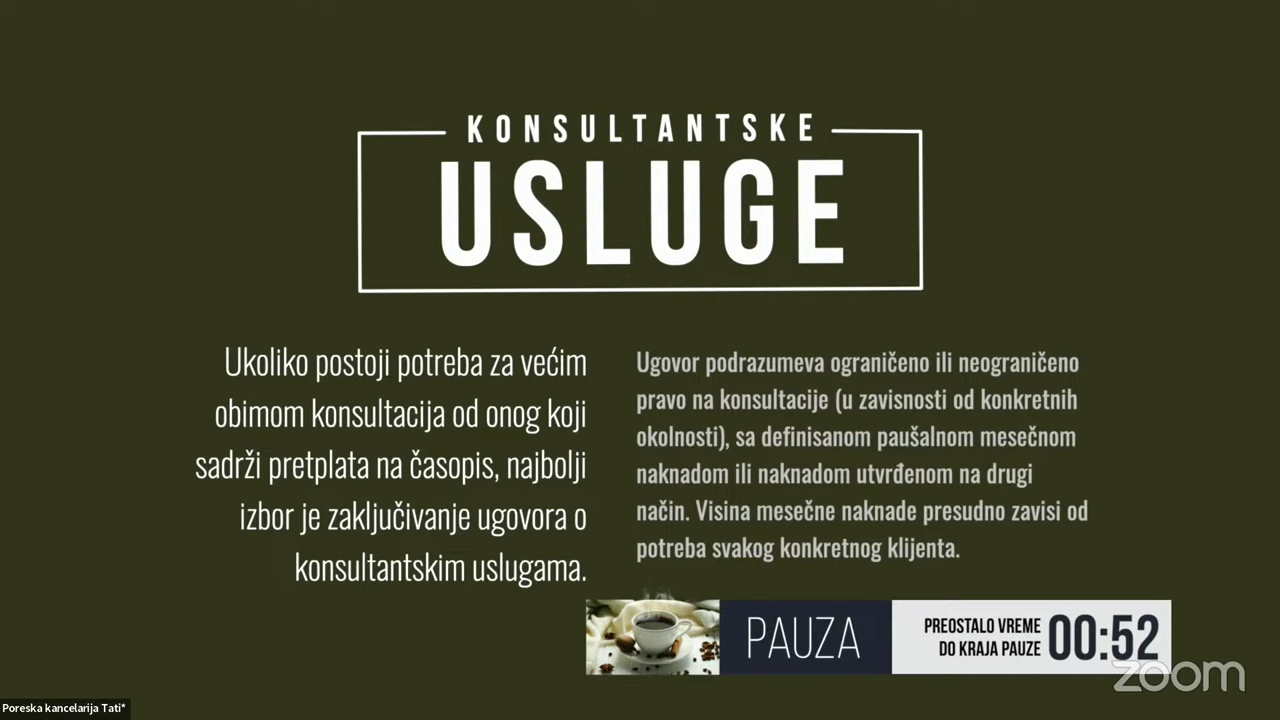 KONSULTANTSKE
USLUGE
Ukoliko postoji potreba za većim
obimom konsultacija od onog koji
sadrži pretplata na časopis, najbolji
izbor je zaključivanje ugovora o
konsultantskim uslugama.
Ugovor podrazumeva ograničeno ili neograničeno
pravo na konsultacije (u zavisnosti od konkretnih
okolnosti), sa definisanom paušalnom mesečnom
naknadom ili naknadom utvrđenom na drugi
način. Visina mesečne naknade presudno zavisi od
potreba svakog konkretnog klijenta.
PAUZA
PREOSTALO VREME
DO KRAJA PAUZE
00:52
zoom
Poreska kancelarija Tati*